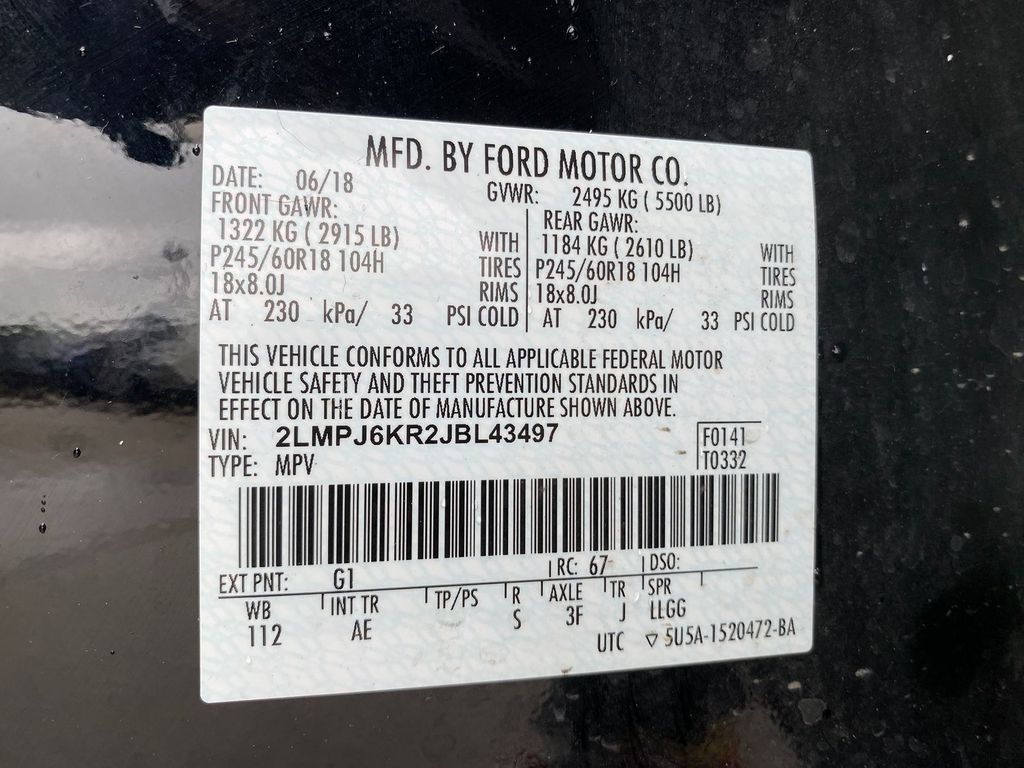 MFD. BY FORD MOTOR CO.
DATE: 06/18 GVWR: 2495 KG ( 5500 LB)
FRONT GAWR: REAR GAWR:
1322 KG ( 2915 LB) WITH 1184 KG ( 2610 LB) WITH
P245/60R18 104H TIRES P245/60R18 104H TIRES
18x8.0J RIMS 18x8.0J RIMS
AT 230 kPa/ 33 PSI COLD AT 230 kPa/ 33 PSI COLD
THIS VEHICLE CONFORMS TO ALL APPLICABLE FEDERAL MOTOR
VEHICLE SAFETY AND THEFT PREVENTION STANDARDS IN
EFFECT ON THE DATE OF MANUFACTURE SHOWN ABOVE.
VIN: 2LMPJ6KR2JBL43497 F0141
TYPE: MPV T0332
EXT PNT: G1 RC: 67 DSO:
WB INT TR TP/PS R AXLE TR SPR
112 AE S 3F J LLGG
UTC ▽ 5U5A-1520472-BA